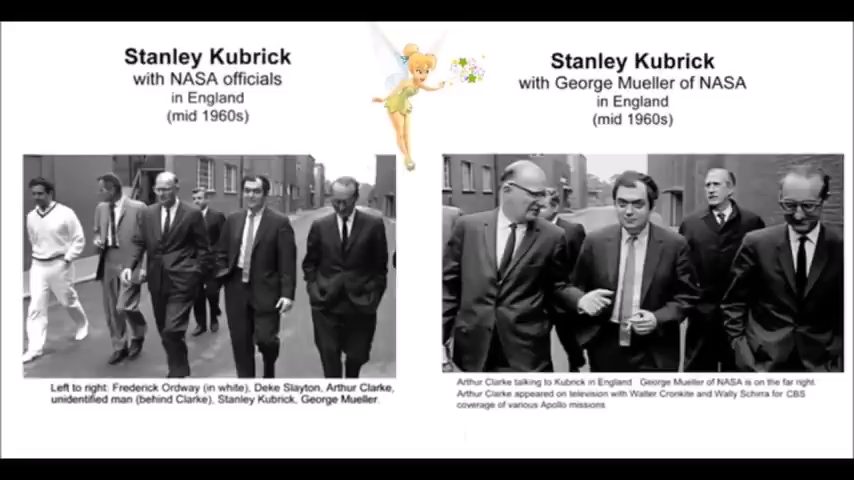 Stanley Kubrick
with NASA officials
in England
(mid 1960s)
Left to right: Frederick Ordway (in white), Deke Slayton, Arthur Clarke,
unidentified man (behind Clarke), Stanley Kubrick, George Mueller.
Stanley Kubrick
with George Mueller of NASA
in England
(mid 1960s)
Arthur Clarke talking to Kubrick in England George Mueller of NASA is on the far right.
Arthur Clarke appeared on television with Walter Cronkite and Wally Schirra for CBS
coverage of various Apollo missions